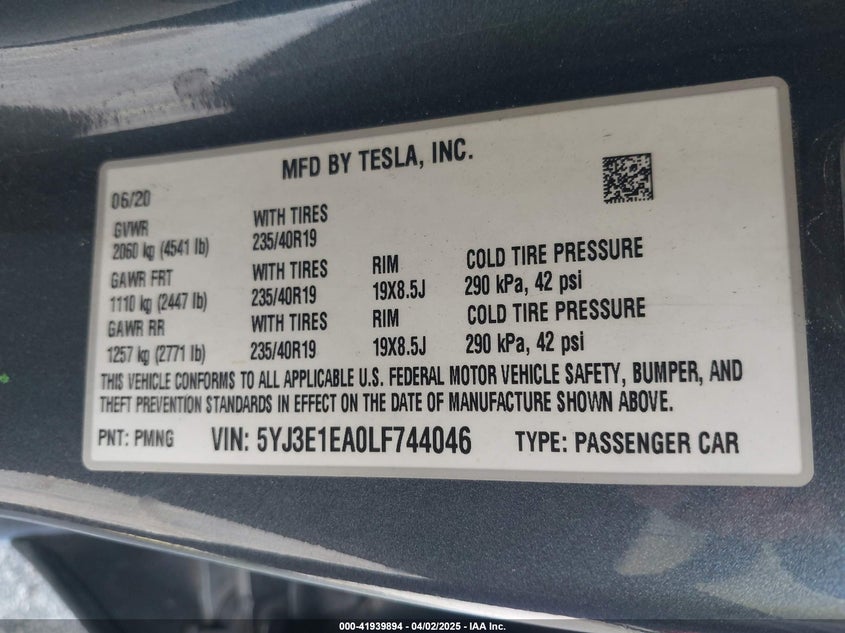 MFD BY TESLA, INC.
06/20
GVWR
2060 kg (4541 lb)
WITH TIRES
235/40R19
GAWR FRT
1110 kg (2447 lb)
WITH TIRES
235/40R19
RIM
19X8.5J
COLD TIRE PRESSURE
290 kPa, 42 psi
GAWR RR
1257 kg (2771 lb)
WITH TIRES
235/40R19
RIM
19X8.5J
COLD TIRE PRESSURE
290 kPa, 42 psi
THIS VEHICLE CONFORMS TO ALL APPLICABLE U.S. FEDERAL MOTOR VEHICLE SAFETY, BUMPER, AND
THEFT PREVENTION STANDARDS IN EFFECT ON THE DATE OF MANUFACTURE SHOWN ABOVE.
PNT: PMNG VIN: 5YJ3E1EA0LF744046 TYPE: PASSENGER CAR
000-41939894 - 04/02/2025 - IAA Inc.